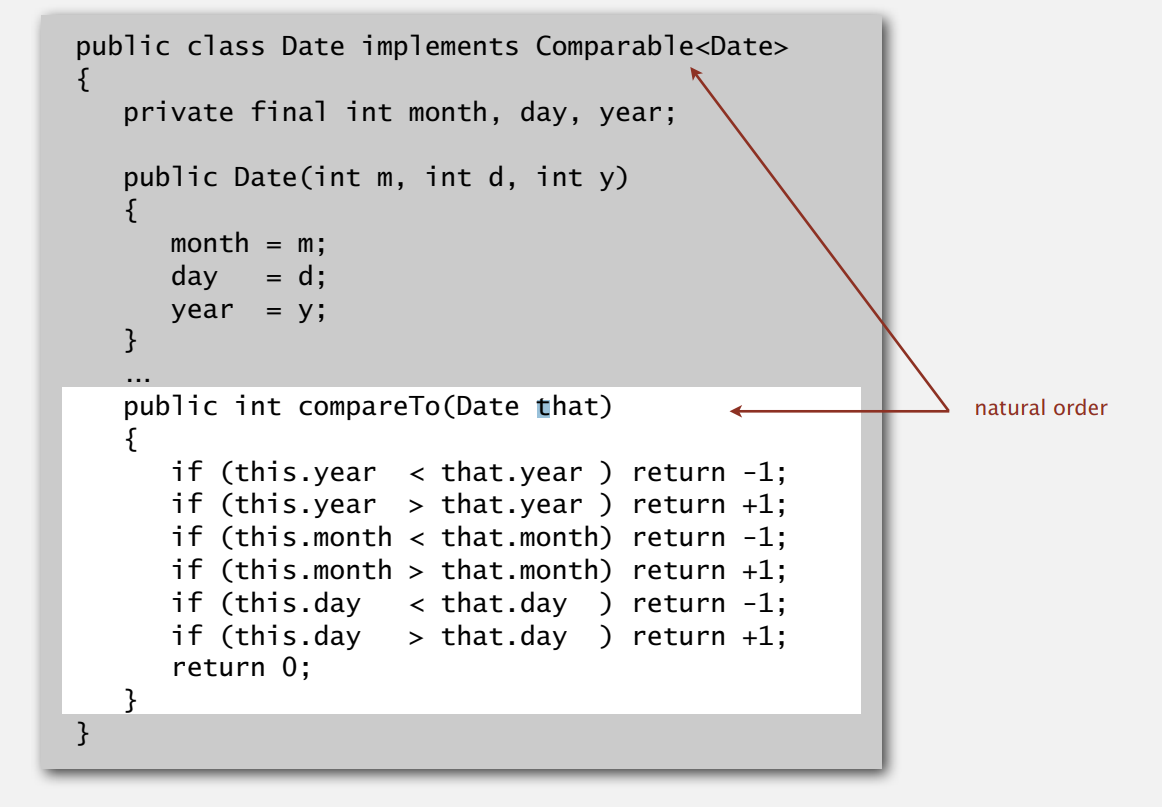 public class Date implements Comparable<Date>
{
   private final int month, day, year;

   public Date(int m, int d, int y)
   {
      month = m;
      day   = d;
      year  = y;
   }
   …
   public int compareTo(Date that)
   {
      if (this.year  < that.year ) return -1;
      if (this.year  > that.year ) return +1;
      if (this.month < that.month) return -1;
      if (this.month > that.month) return +1;
      if (this.day   < that.day  ) return -1;
      if (this.day   > that.day  ) return +1;
      return 0;
   }
}
natural order